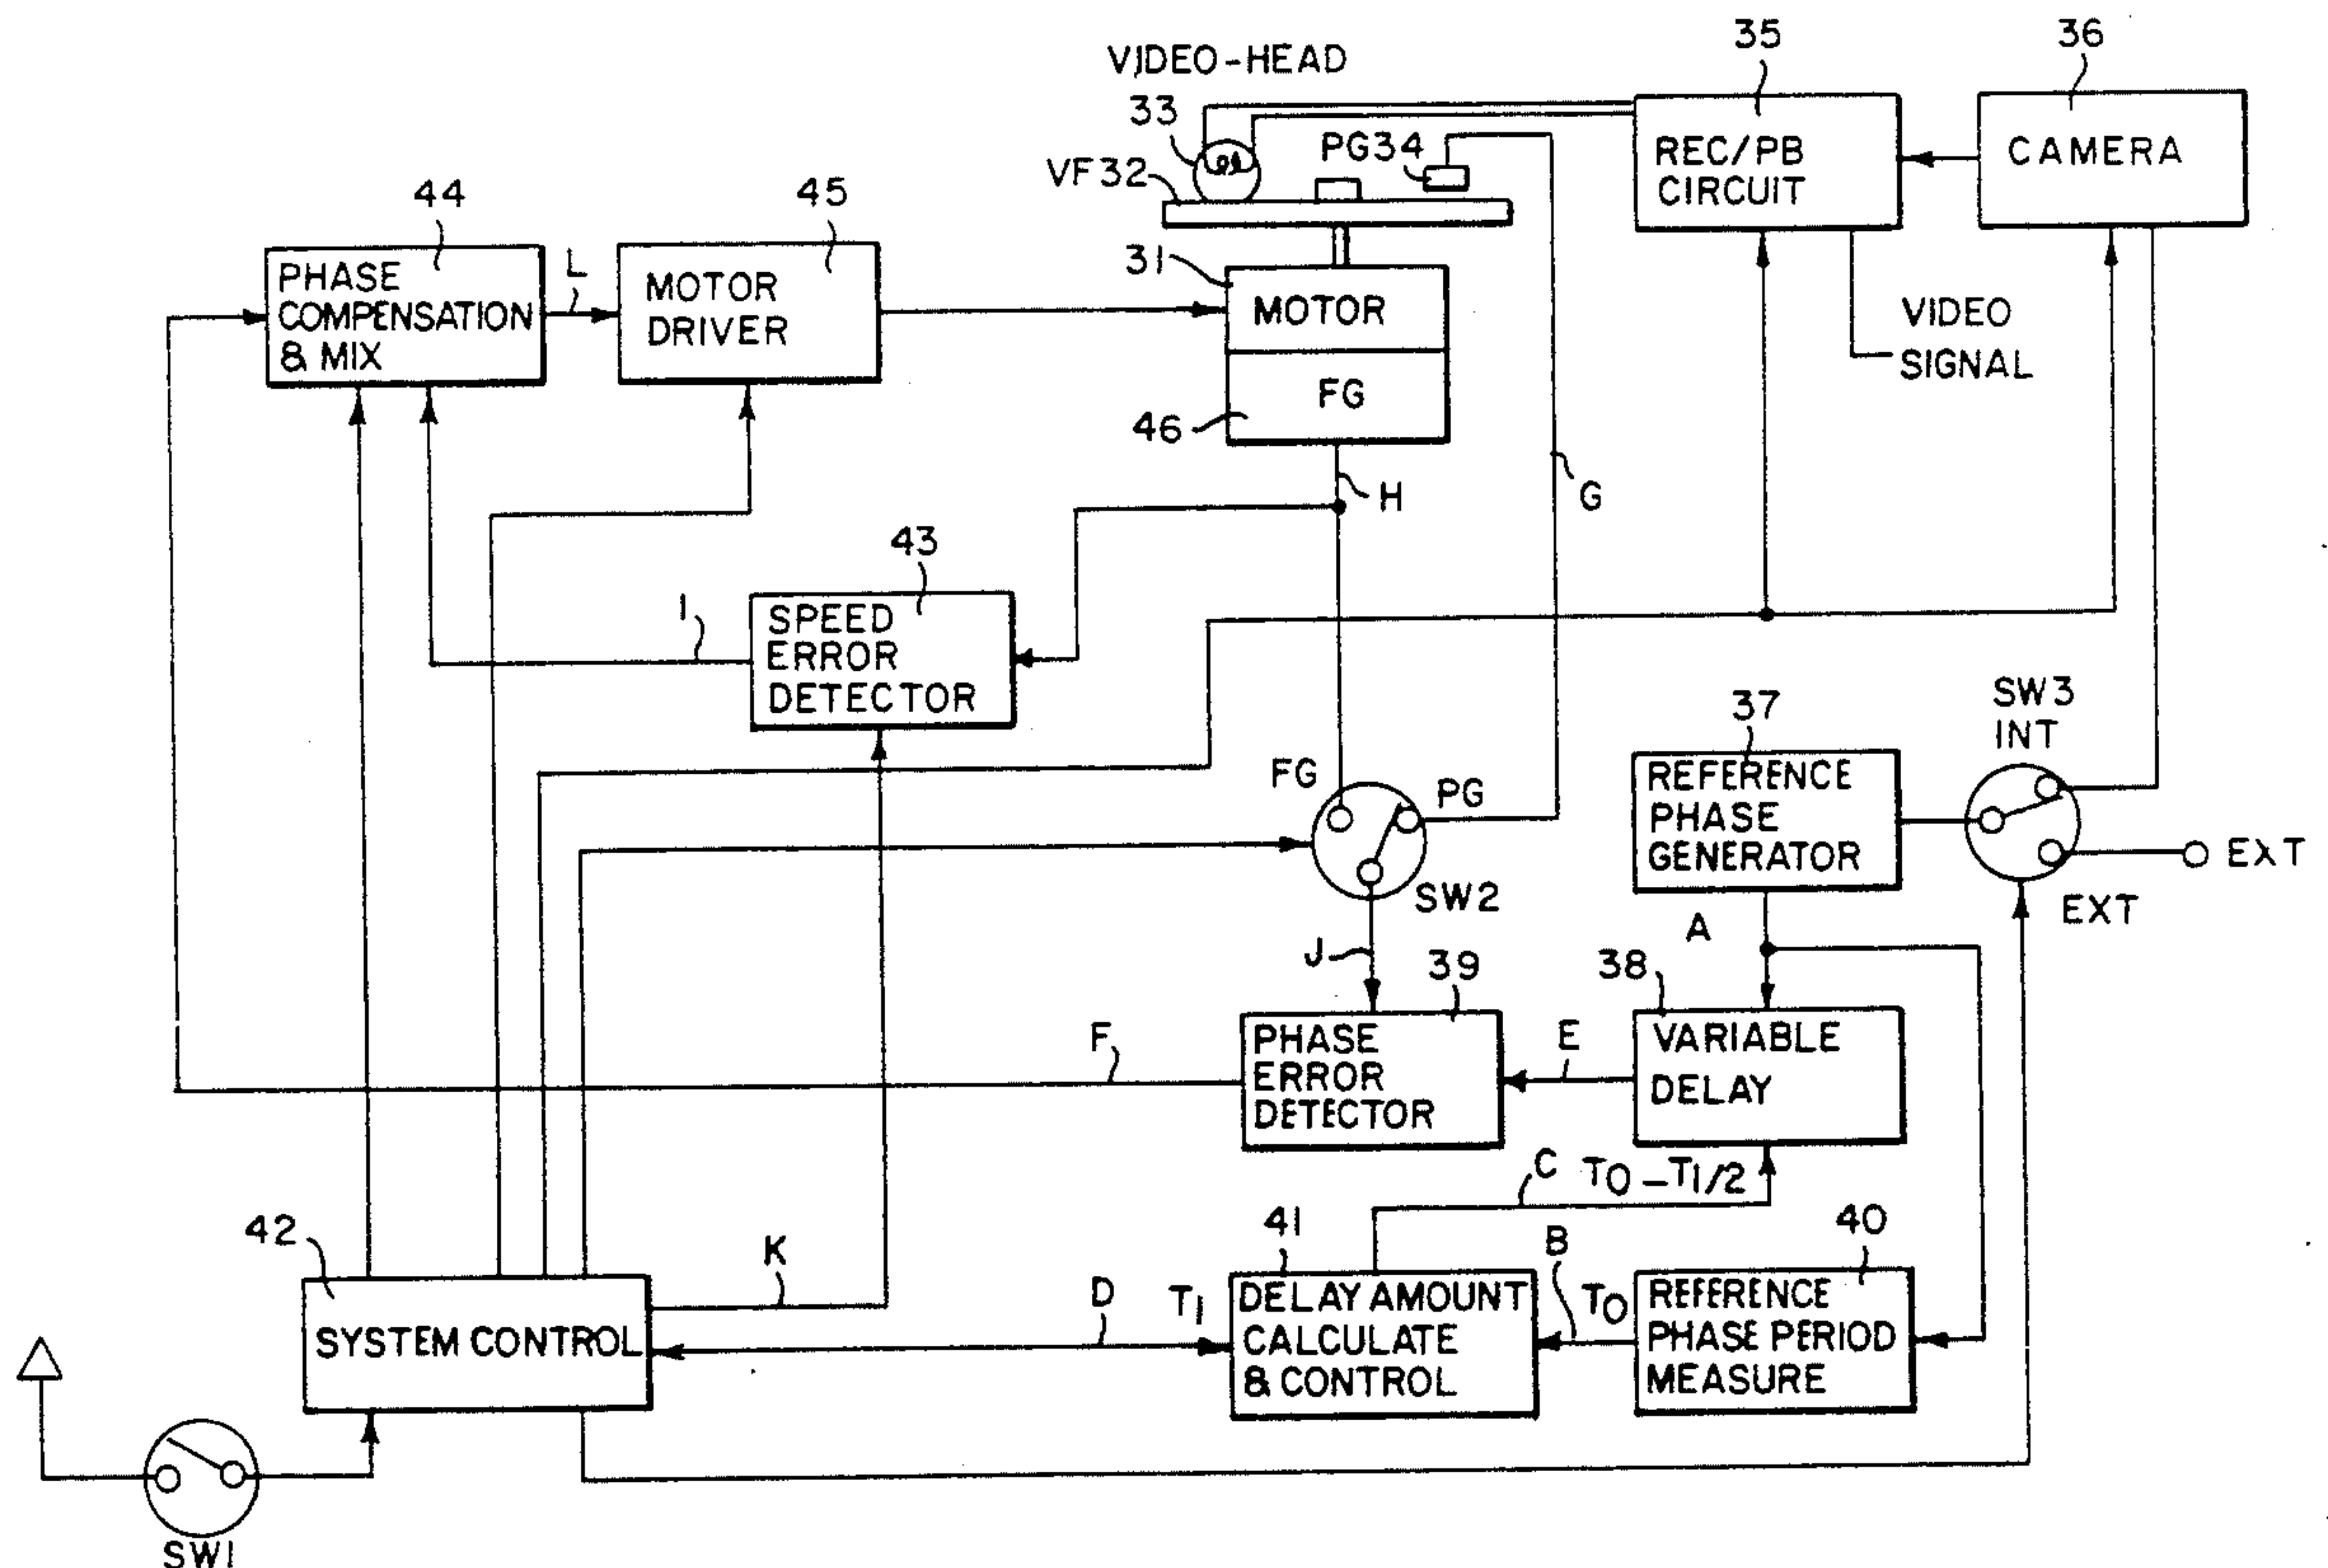 35
36
VIDEO-HEAD
33
PG34
REC/PB
CIRCUIT
CAMERA
VF32
44
45
31
PHASE
COMPENSATION
& MIX
L
MOTOR
DRIVER
MOTOR
VIDEO
SIGNAL
FG
46
H
G
43
I
SPEED
ERROR
DETECTOR
37
SW3
INT
FG
PG
REFERENCE
PHASE
GENERATOR
EXT
SW2
EXT
A
J
39
38
F
PHASE
ERROR
DETECTOR
E
VARIABLE
DELAY
C
T0-T1/2
42
41
40
K
B
D
T1
T0
DELAY AMOUNT
CALCULATE
& CONTROL
REFERENCE
PHASE PERIOD
MEASURE
SYSTEM CONTROL
SW1